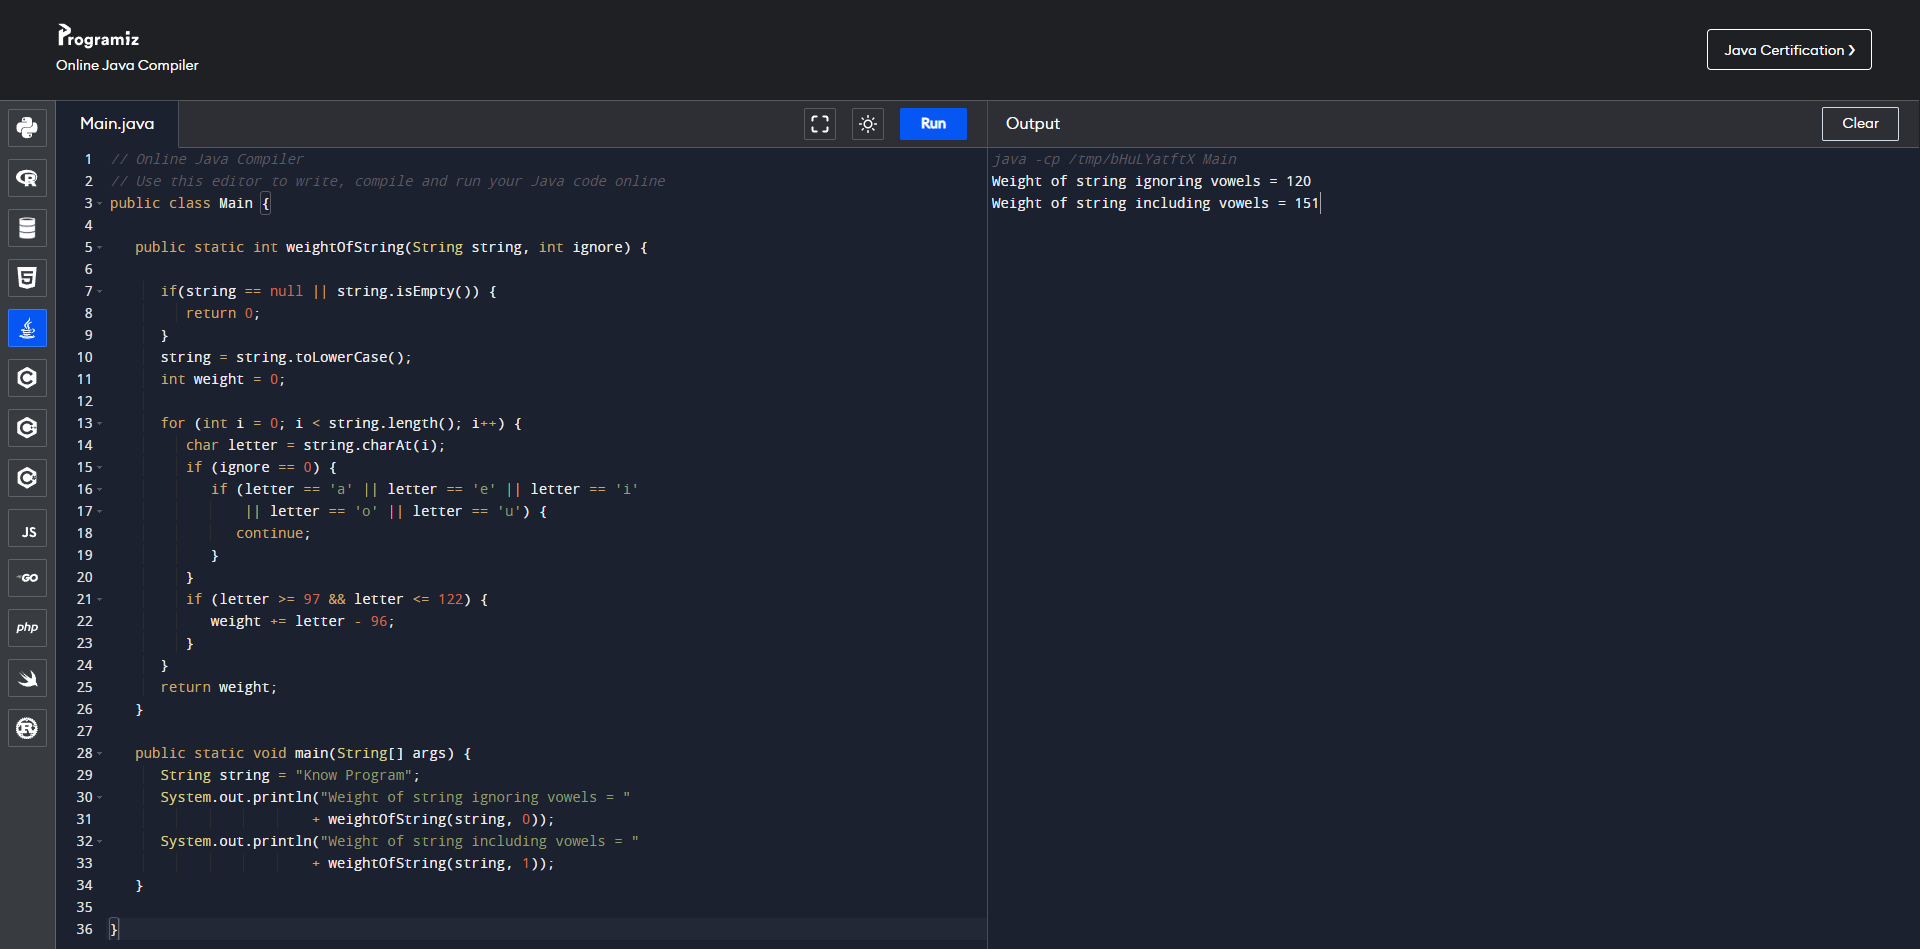 Programiz
Online Java Compiler
Java Certification ❯
Main.java
Run
Output
Clear
1 // Online Java Compiler
2 // Use this editor to write, compile and run your Java code online
3 public class Main {
4
5    public static int weightOfString(String string, int ignore) {
6
7       if(string == null || string.isEmpty()) {
8          return 0;
9       }
10       string = string.toLowerCase();
11       int weight = 0;
12
13       for (int i = 0; i < string.length(); i++) {
14          char letter = string.charAt(i);
15          if (ignore == 0) {
16             if (letter == 'a' || letter == 'e' || letter == 'i'
17                 || letter == 'o' || letter == 'u') {
18                continue;
19             }
20          }
21          if (letter >= 97 && letter <= 122) {
22             weight += letter - 96;
23          }
24       }
25       return weight;
26    }
27
28    public static void main(String[] args) {
29       String string = "Know Program";
30       System.out.println("Weight of string ignoring vowels = "
31                         + weightOfString(string, 0));
32       System.out.println("Weight of string including vowels = "
33                         + weightOfString(string, 1));
34    }
35
36 }
java -cp /tmp/bHuLYatftX Main
Weight of string ignoring vowels = 120
Weight of string including vowels = 151
R
5
C
C
C
JS
GO
php
R